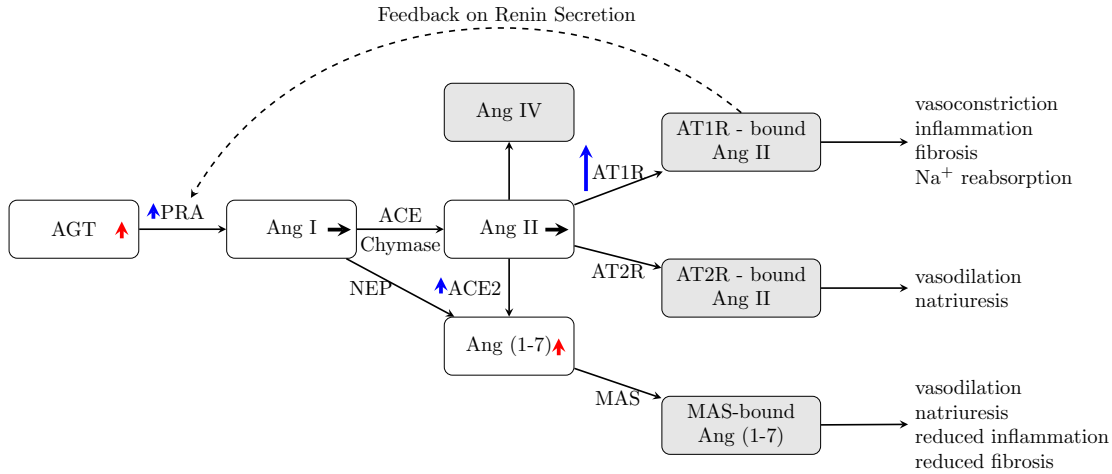 Feedback on Renin Secretion
Ang IV
AT1R - bound
Ang II
vasoconstriction
inflammation
fibrosis
Na⁺ reabsorption
AT1R
AGT
PRA
Ang I
ACE
Chymase
Ang II
AT2R
AT2R - bound
Ang II
vasodilation
natriuresis
NEP
ACE2
Ang (1-7)
MAS
MAS-bound
Ang (1-7)
vasodilation
natriuresis
reduced inflammation
reduced fibrosis